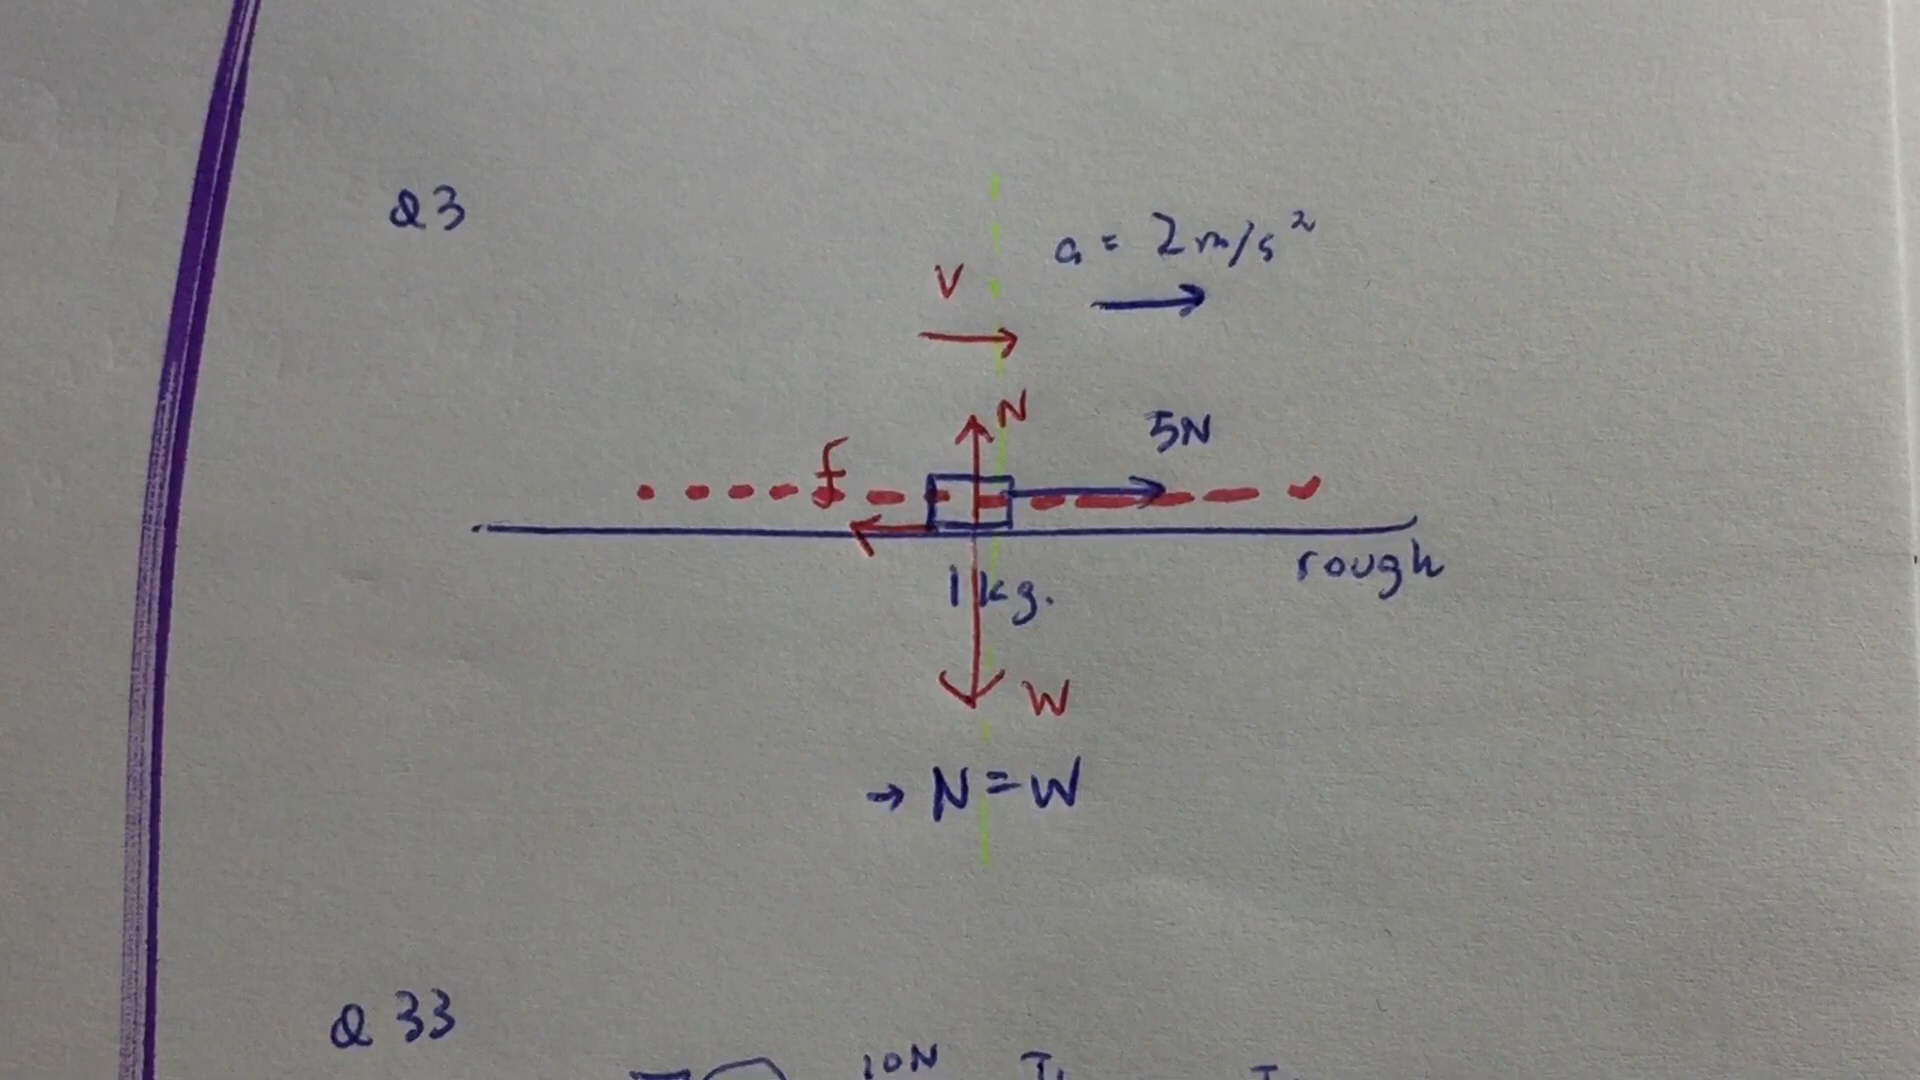 Q3
a = 2m/s²
V
N
5N
f
rough
1kg.
W
→ N=W
Q 33
10N